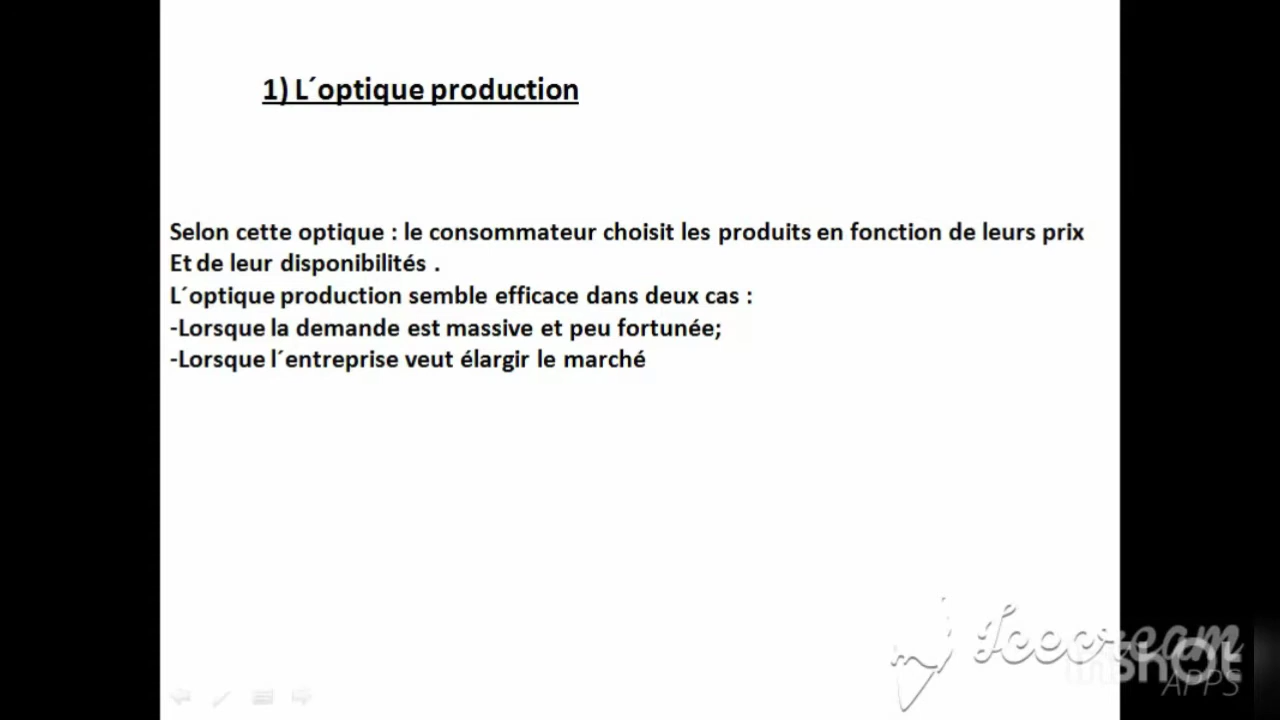 1) L´optique production
Selon cette optique : le consommateur choisit les produits en fonction de leurs prix
Et de leur disponibilités .
L´optique production semble efficace dans deux cas :
-Lorsque la demande est massive et peu fortunée;
-Lorsque l´entreprise veut élargir le marché
Icecream
APPS